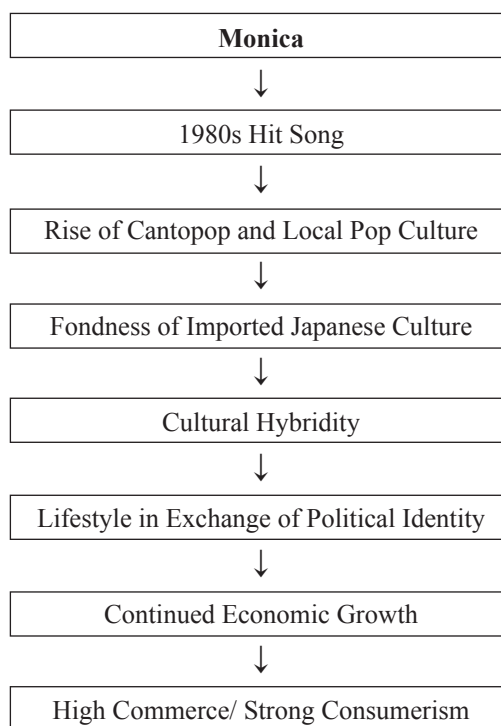 Monica
↓
1980s Hit Song
↓
Rise of Cantopop and Local Pop Culture
↓
Fondness of Imported Japanese Culture
↓
Cultural Hybridity
↓
Lifestyle in Exchange of Political Identity
↓
Continued Economic Growth
↓
High Commerce/ Strong Consumerism